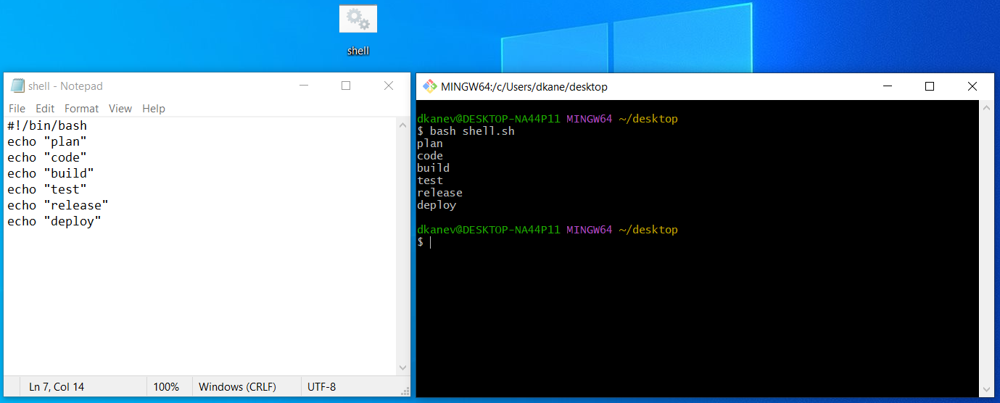 shell
shell - Notepad
File Edit Format View Help
#!/bin/bash
echo "plan"
echo "code"
echo "build"
echo "test"
echo "release"
echo "deploy"
Ln 7, Col 14 100% Windows (CRLF) UTF-8
MINGW64:/c/Users/dkane/desktop
dkanev@DESKTOP-NA44P11 MINGW64 ~/desktop
$ bash shell.sh
plan
code
build
test
release
deploy
dkanev@DESKTOP-NA44P11 MINGW64 ~/desktop
$